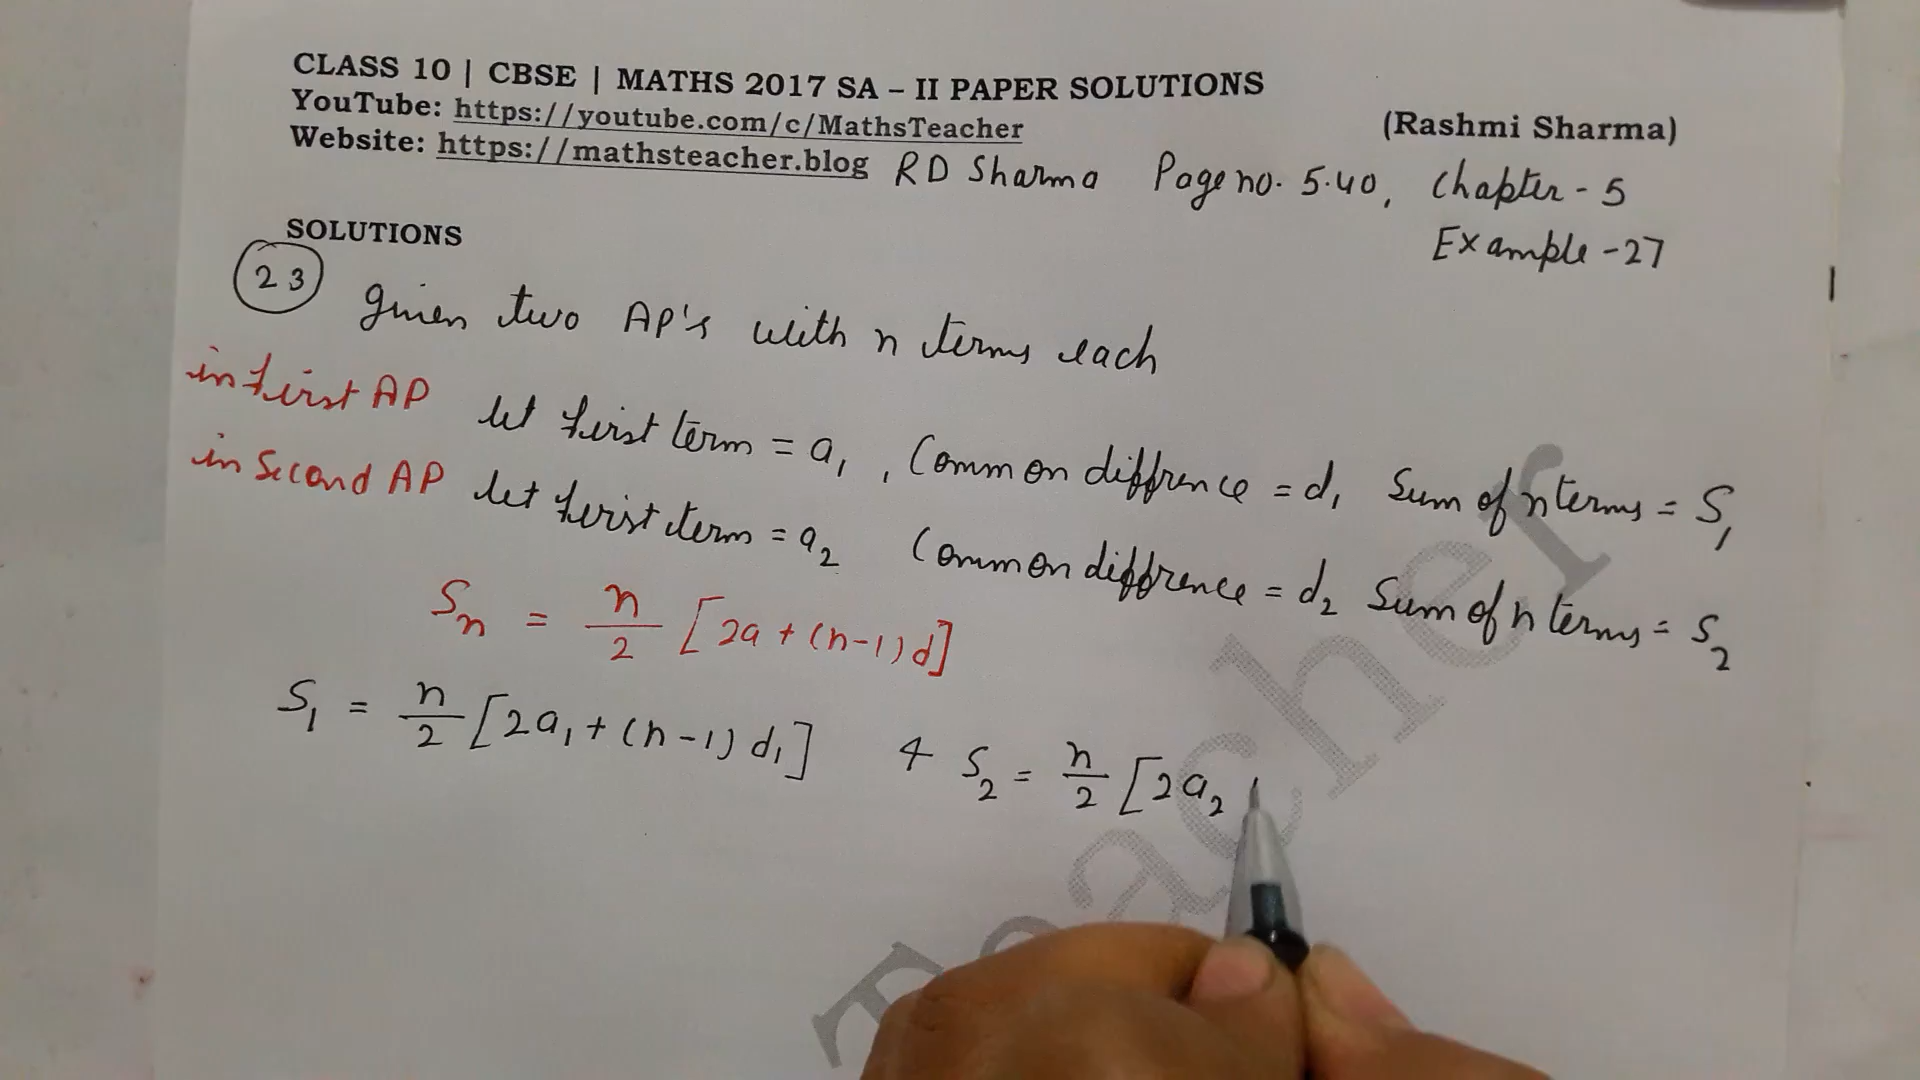 CLASS 10 | CBSE | MATHS 2017 SA – II PAPER SOLUTIONS
YouTube: https://youtube.com/c/MathsTeacher (Rashmi Sharma)
Website: https://mathsteacher.blog RD Sharma Page no. 5.40, Chapter - 5
Example - 27
SOLUTIONS
23 Given two AP's with n terms each
in first AP let first term = a₁, Common diffrence = d₁ Sum of n terms = S₁
in Second AP let first term = a₂ Common diffrence = d₂ Sum of n terms = S₂
Sₙ = n/2 [2a + (n-1)d]
S₁ = n/2 [2a₁ + (n-1)d₁] & S₂ = n/2 [2a₂
Teacher